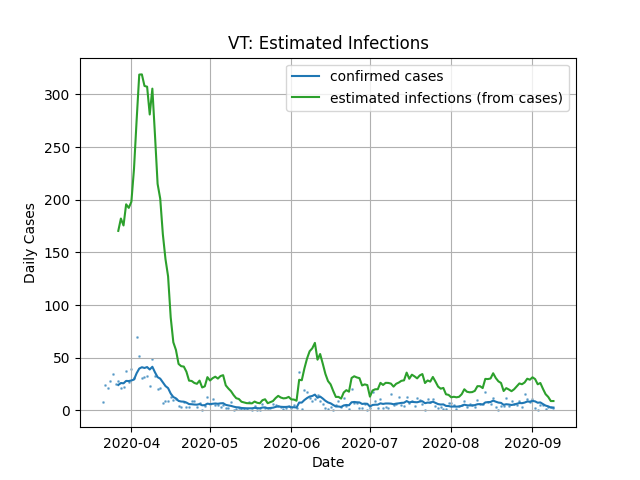 VT: Estimated Infections
confirmed cases
estimated infections (from cases)
Daily Cases
300
250
200
150
100
50
0
2020-04
2020-05
2020-06
2020-07
2020-08
2020-09
Date